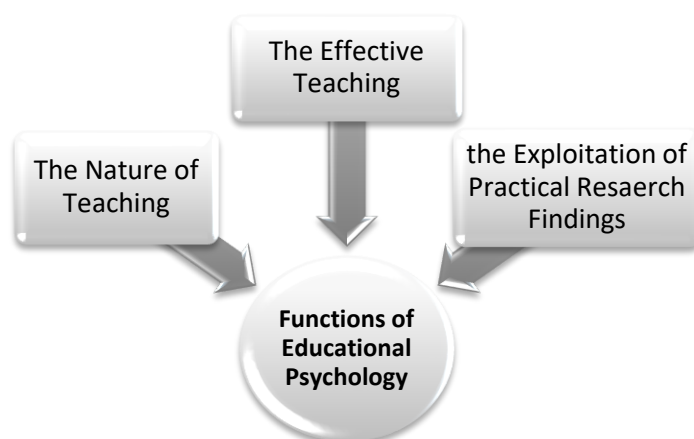 The Effective
Teaching
The Nature of
Teaching
the Exploitation of
Practical Resaerch
Findings
Functions of
Educational
Psychology